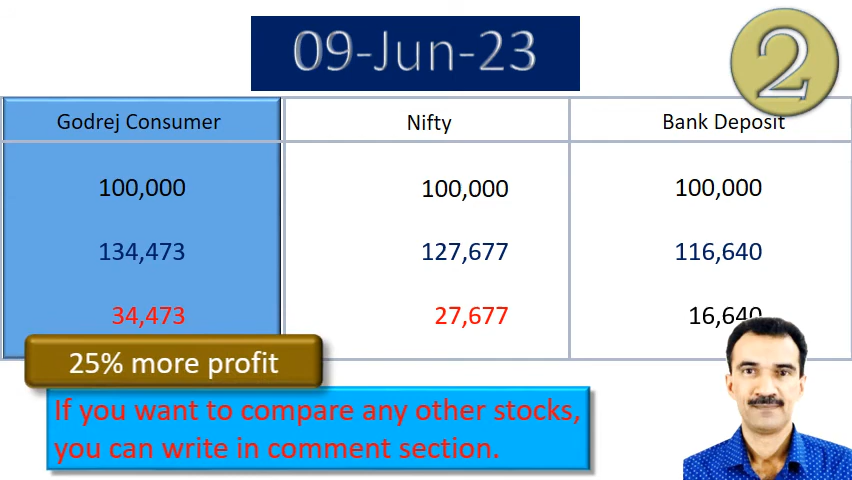 09-Jun-23
2
Godrej Consumer Nifty Bank Deposit
100,000 100,000 100,000
134,473 127,677 116,640
34,473 27,677 16,640
25% more profit
If you want to compare any other stocks,
you can write in comment section.